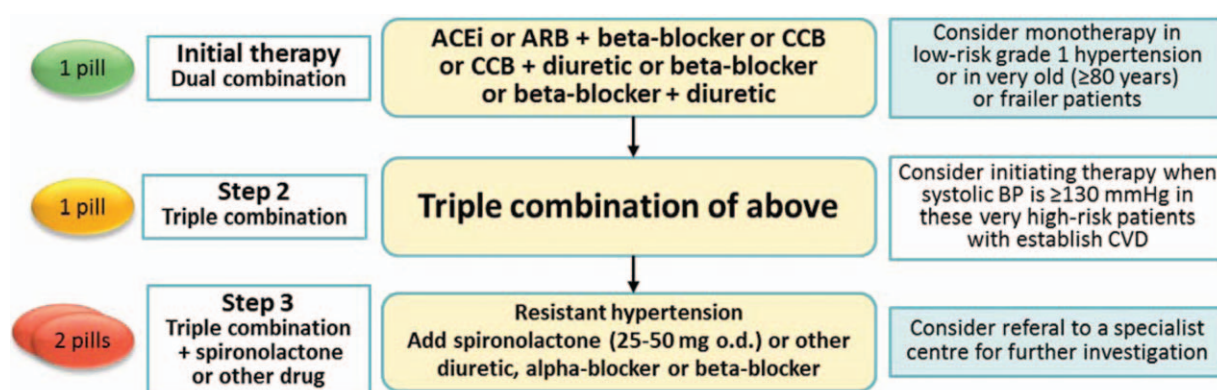 1 pill
Initial therapy
Dual combination
ACEi or ARB + beta-blocker or CCB
or CCB + diuretic or beta-blocker
or beta-blocker + diuretic
Consider monotherapy in
low-risk grade 1 hypertension
or in very old (≥80 years)
or frailer patients
1 pill
Step 2
Triple combination
Triple combination of above
Consider initiating therapy when
systolic BP is ≥130 mmHg in
these very high-risk patients
with establish CVD
2 pills
Step 3
Triple combination
+ spironolactone
or other drug
Resistant hypertension
Add spironolactone (25-50 mg o.d.) or other
diuretic, alpha-blocker or beta-blocker
Consider referal to a specialist
centre for further investigation